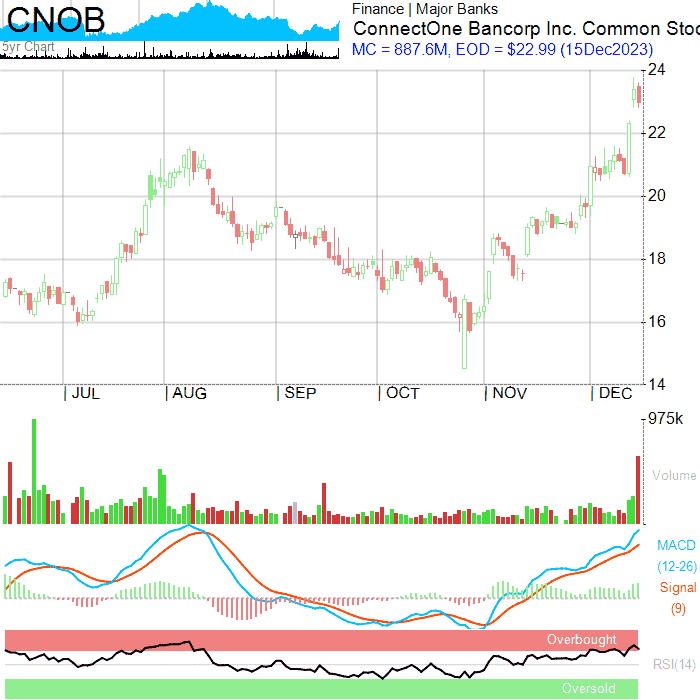 CNOB
5yr Chart
Finance | Major Banks
ConnectOne Bancorp Inc. Common Stoc
MC = 887.6M, EOD = $22.99 (15Dec2023)
24
22
20
18
16
14
JUL AUG SEP OCT NOV DEC
975k
Volume
MACD
(12-26)
Signal
(9)
Overbought
RSI(14)
Oversold